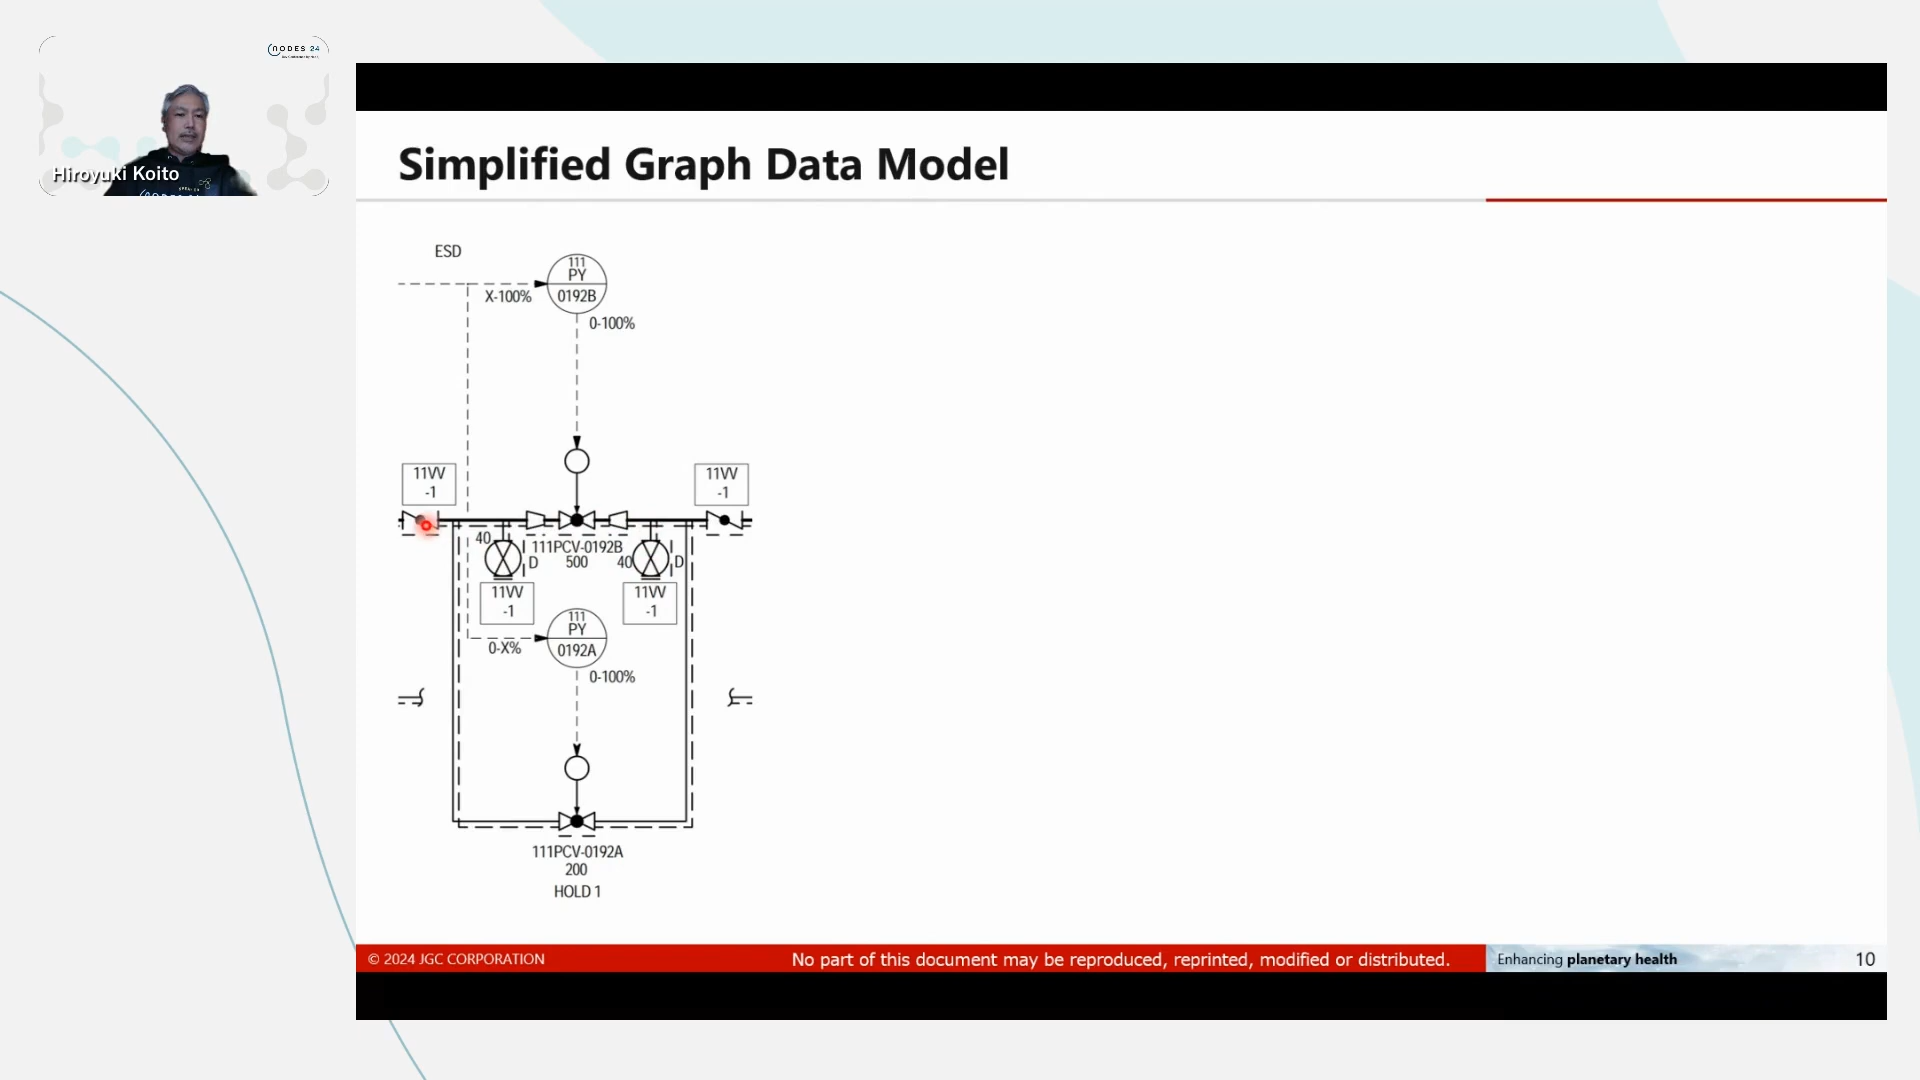 NODES 24
Hiroyuki Koito
Simplified Graph Data Model
ESD
111
PY
0192B
X-100%
0-100%
11VV
-1
11VV
-1
40
D
111PCV-0192B
500
40
D
11VV
-1
11VV
-1
111
PY
0192A
0-X%
0-100%
111PCV-0192A
200
HOLD 1
© 2024 JGC CORPORATION
No part of this document may be reproduced, reprinted, modified or distributed.
Enhancing planetary health
10